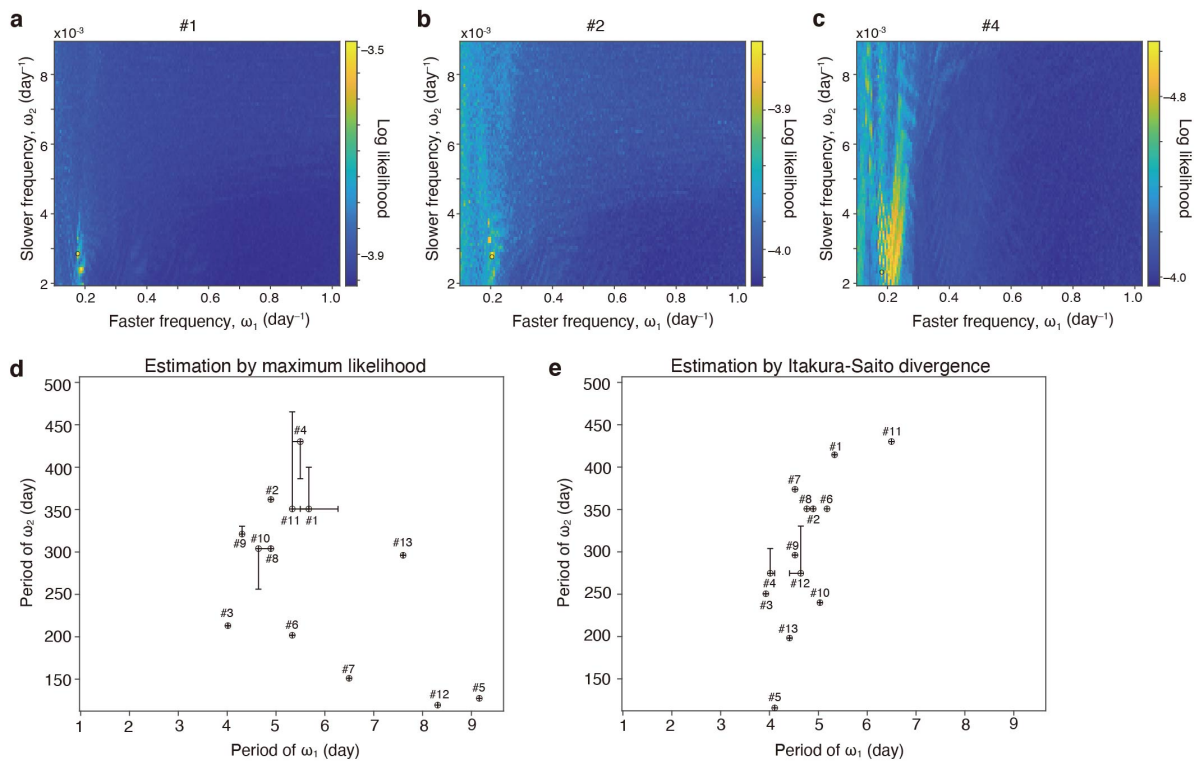 a
#1
x10⁻³
8
6
4
2
0.2 0.4 0.6 0.8 1.0
Slower frequency, ω₂ (day⁻¹)
Faster frequency, ω₁ (day⁻¹)
−3.5
−3.9
Log likelihood
b
#2
x10⁻³
8
6
4
2
0.2 0.4 0.6 0.8 1.0
Slower frequency, ω₂ (day⁻¹)
Faster frequency, ω₁ (day⁻¹)
−3.9
−4.0
Log likelihood
c
#4
x10⁻³
8
6
4
2
0.2 0.4 0.6 0.8 1.0
Slower frequency, ω₂ (day⁻¹)
Faster frequency, ω₁ (day⁻¹)
−4.8
−4.0
Log likelihood
d
Estimation by maximum likelihood
500
450
400
350
300
250
200
150
1 2 3 4 5 6 7 8 9
Period of ω₂ (day)
Period of ω₁ (day)
#4
#2
#11 #1
#9
#10
#8
#13
#3
#6
#7
#12
#5
e
Estimation by Itakura-Saito divergence
500
450
400
350
300
250
200
150
1 2 3 4 5 6 7 8 9
Period of ω₂ (day)
Period of ω₁ (day)
#11
#1
#7
#8 #6
#2
#9
#4 #12
#3
#10
#13
#5